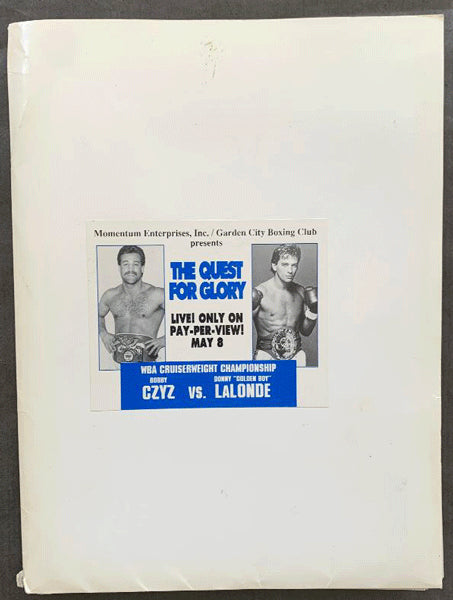 Momentum Enterprises, Inc. / Garden City Boxing Club
presents
THE QUEST
FOR GLORY
LIVE! ONLY ON
PAY-PER-VIEW!
MAY 8
WBA CRUISERWEIGHT CHAMPIONSHIP
BOBBY CZYZ VS. DONNY "GOLDEN BOY" LALONDE